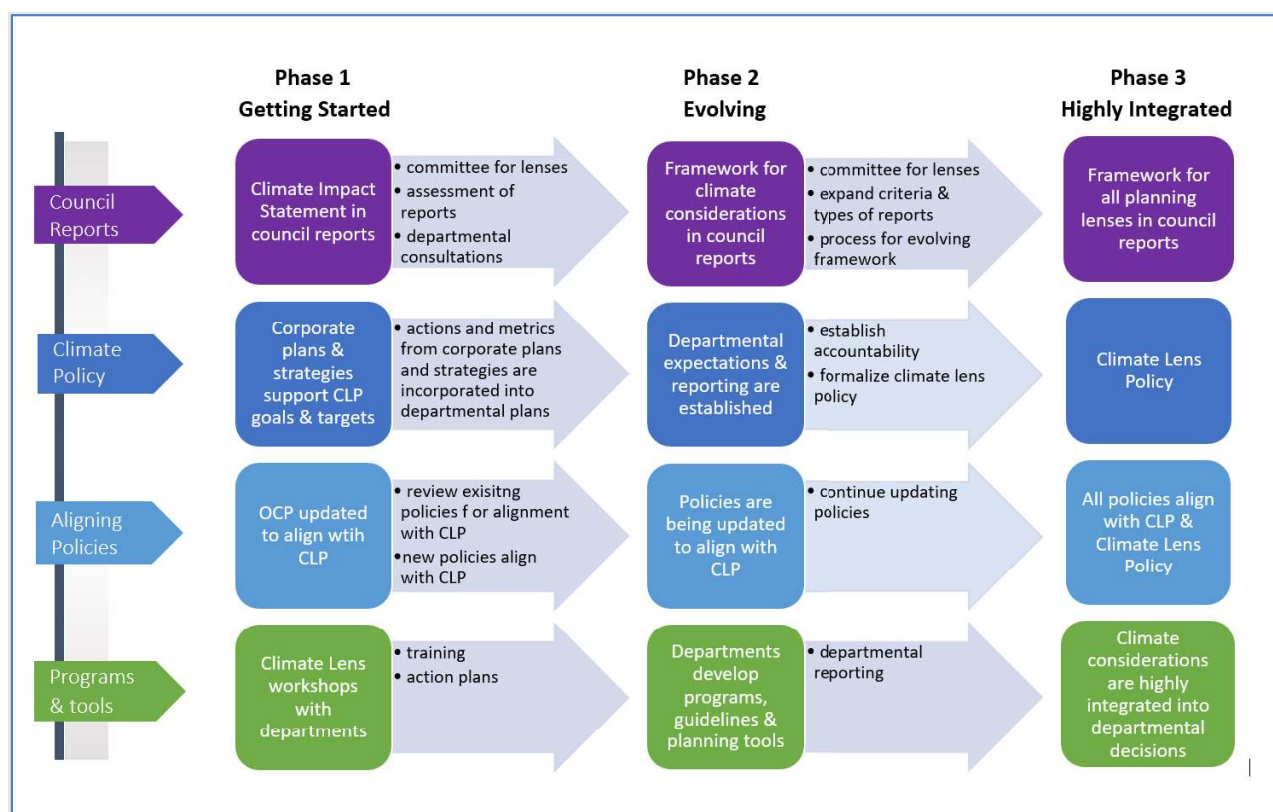 Phase 1
Getting Started
Phase 2
Evolving
Phase 3
Highly Integrated
Council
Reports
Climate Impact
Statement in
council reports
• committee for lenses
• assessment of
reports
• departmental
consultations
Framework for
climate
considerations
in council
reports
• committee for lenses
• expand criteria &
types of reports
• process for evolving
framework
Framework for
all planning
lenses in council
reports
Climate
Policy
Corporate
plans &
strategies
support CLP
goals & targets
• actions and metrics
from corporate plans
and strategies are
incorporated into
departmental plans
Departmental
expectations &
reporting are
established
• establish
accountability
• formalize climate lens
policy
Climate Lens
Policy
Aligning
Policies
OCP updated
to align wtih
CLP
• review exisitng
policies f or alignment
with CLP
• new policies align
with CLP
Policies are
being updated
to align with
CLP
• continue updating
policies
All policies align
with CLP &
Climate Lens
Policy
Programs
& tools
Climate Lens
workshops
with
departments
• training
• action plans
Departments
develop
programs,
guidelines &
planning tools
• departmental
reporting
Climate
considerations
are highly
integrated into
departmental
decisions